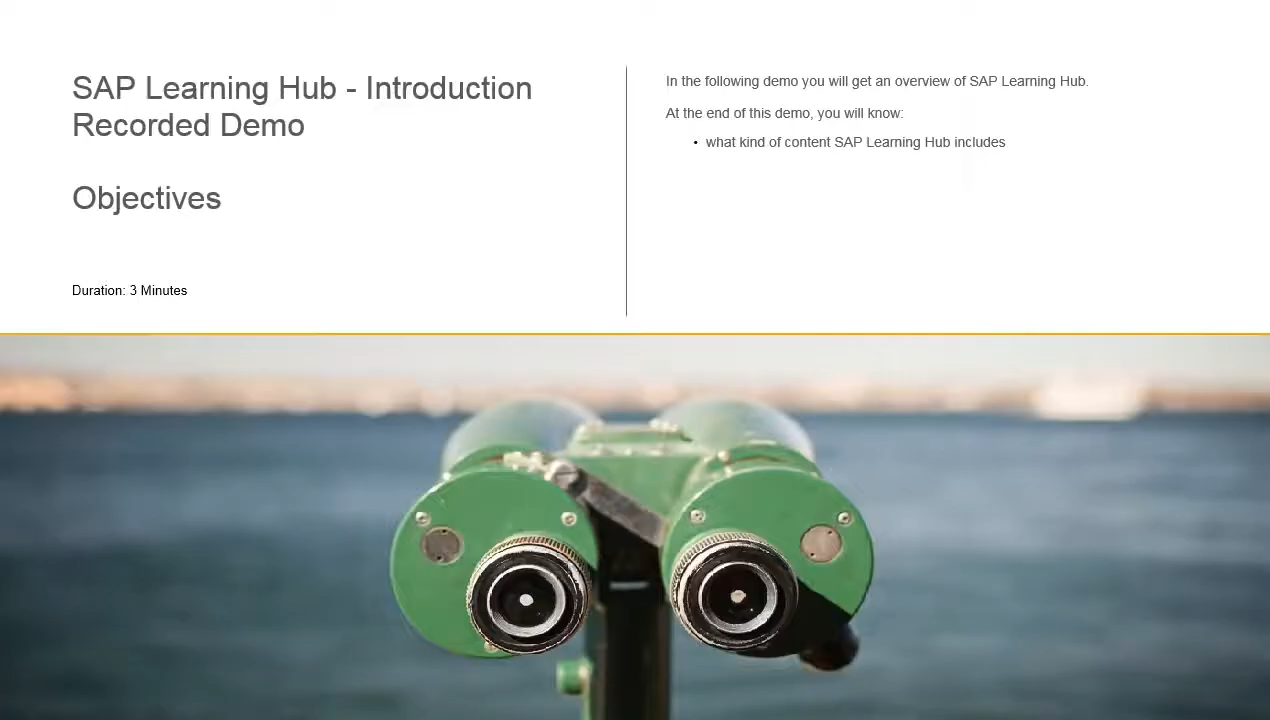 SAP Learning Hub - Introduction
Recorded Demo
Objectives
Duration: 3 Minutes
In the following demo you will get an overview of SAP Learning Hub.
At the end of this demo, you will know:
• what kind of content SAP Learning Hub includes